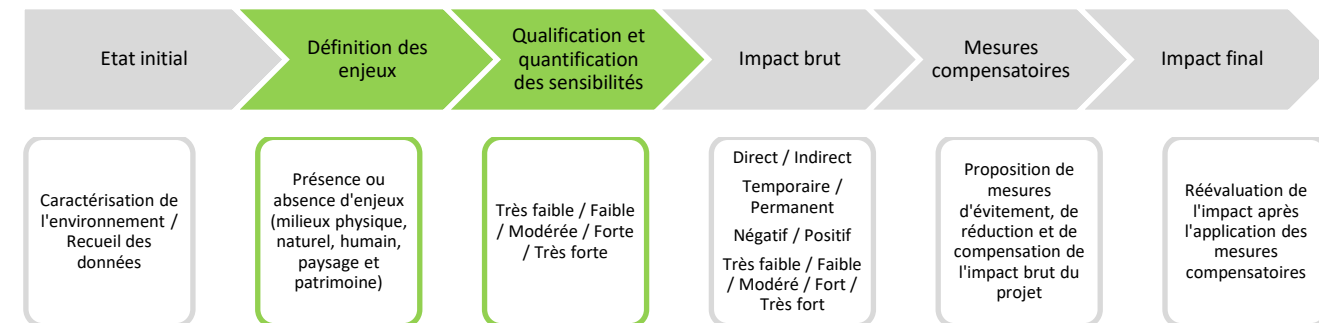 Etat initial
Définition des
enjeux
Qualification et
quantification
des sensibilités
Impact brut
Mesures
compensatoires
Impact final
Caractérisation de
l'environnement /
Recueil des
données
Présence ou
absence d'enjeux
(milieux physique,
naturel, humain,
paysage et
patrimoine)
Très faible / Faible
/ Modérée / Forte
/ Très forte
Direct / Indirect
Temporaire /
Permanent
Négatif / Positif
Très faible / Faible
/ Modéré / Fort /
Très fort
Proposition de
mesures
d'évitement, de
réduction et de
compensation de
l'impact brut du
projet
Réévaluation de
l'impact après
l'application des
mesures
compensatoires